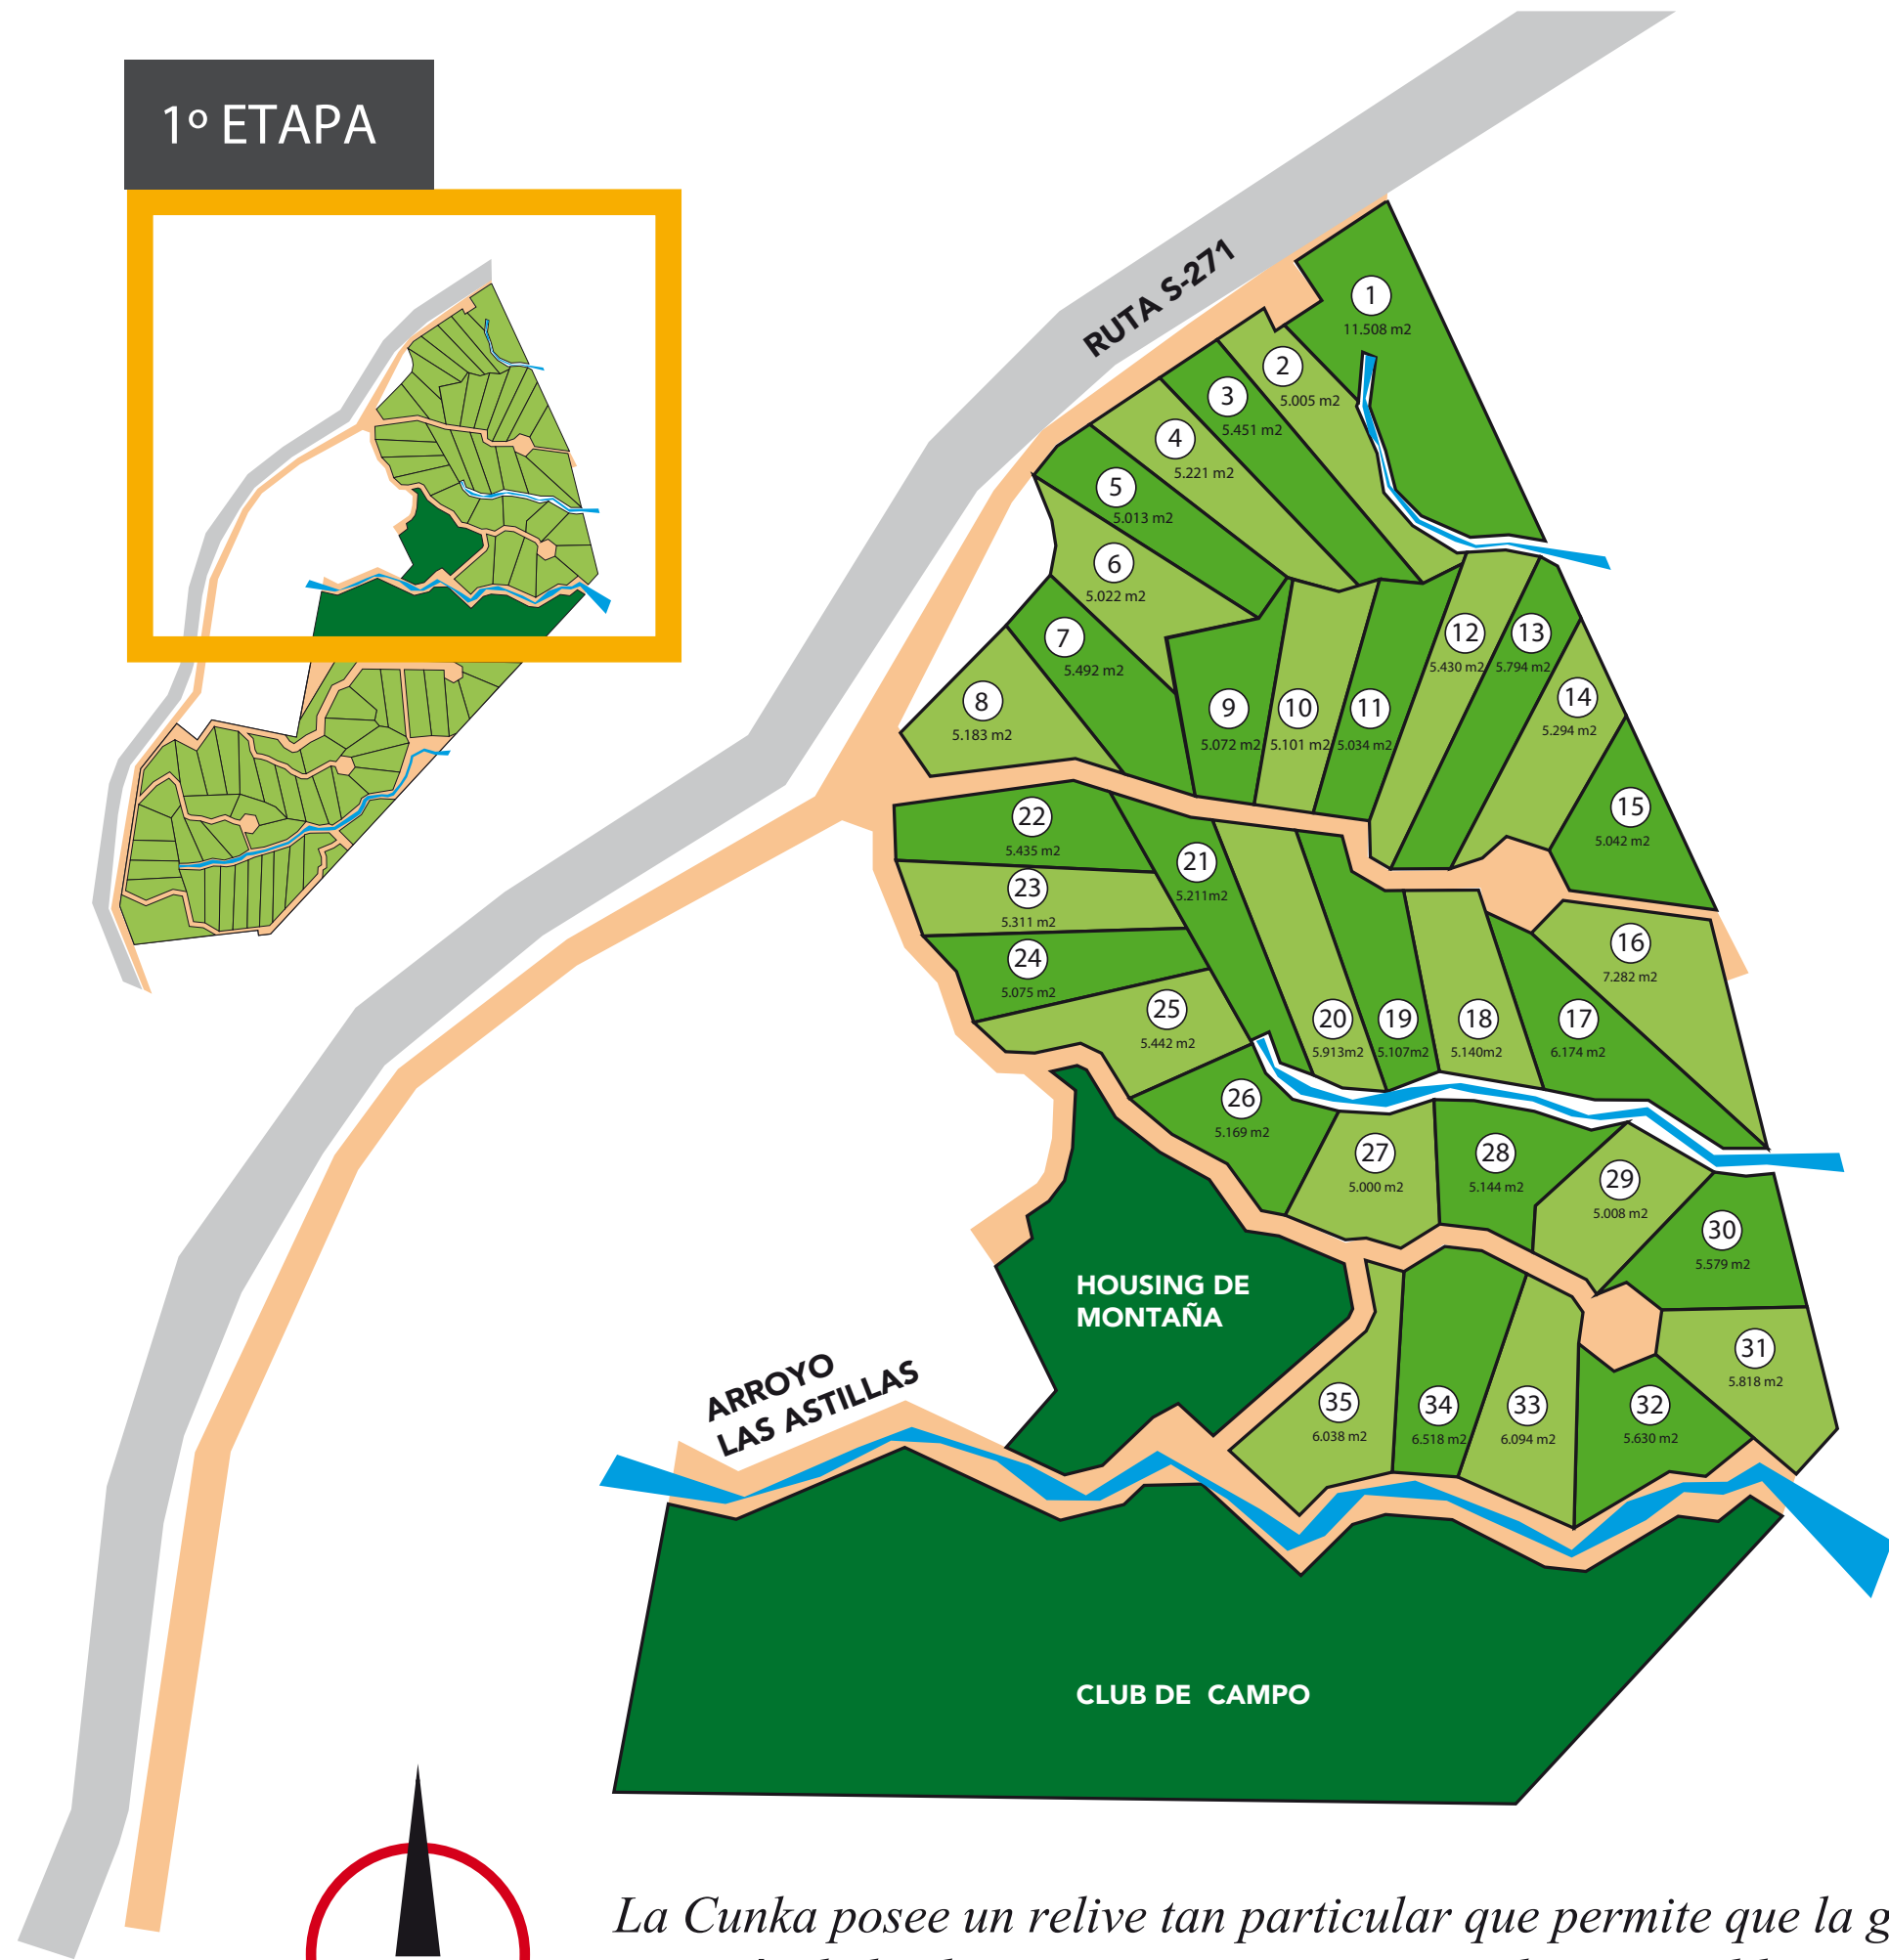 1º ETAPA
RUTA S-271
1
11.508 m2
2
5.005 m2
3
5.451 m2
4
5.221 m2
5
5.013 m2
6
5.022 m2
7
5.492 m2
8
5.183 m2
9
5.072 m2
10
5.101 m2
11
5.034 m2
12
5.430 m2
13
5.794 m2
14
5.294 m2
15
5.042 m2
16
7.282 m2
17
6.174 m2
18
5.140m2
19
5.107m2
20
5.913m2
21
5.211m2
22
5.435 m2
23
5.311 m2
24
5.075 m2
25
5.442 m2
26
5.169 m2
27
5.000 m2
28
5.144 m2
29
5.008 m2
30
5.579 m2
31
5.818 m2
32
5.630 m2
33
6.094 m2
34
6.518 m2
35
6.038 m2
HOUSING DE
MONTAÑA
ARROYO
LAS ASTILLAS
CLUB DE CAMPO
La Cunka posee un relive tan particular que permite que la g